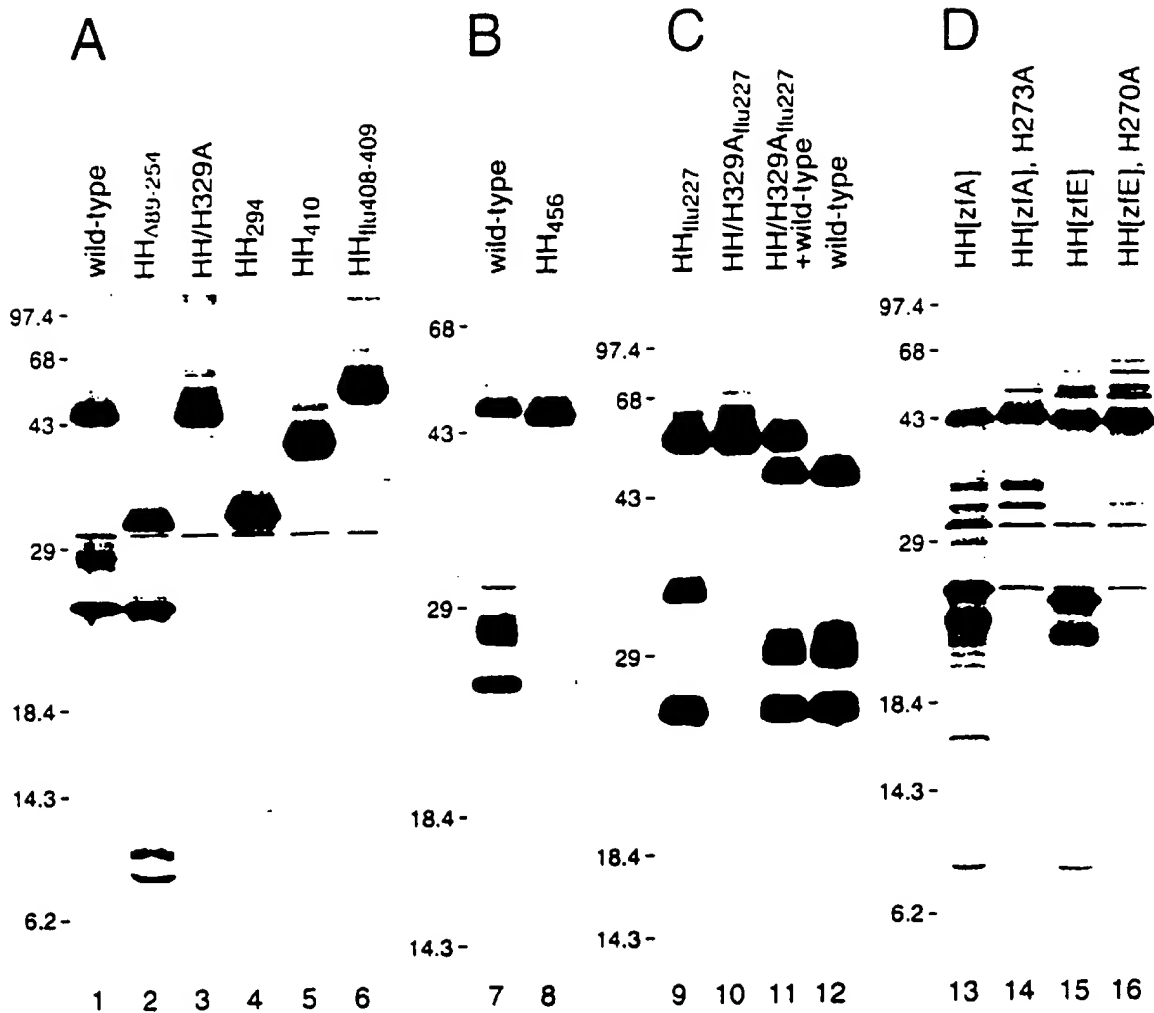 A
B
C
D
wild-type
HHΔ89-254
HH/H329A
HH294
HH410
HHflu408-409
wild-type
HH456
HHflu227
HH/H329Aflu227
HH/H329Aflu227
+wild-type
wild-type
HH[zfA]
HH[zfA], H273A
HH[zfE]
HH[zfE], H270A
97.4 -
68 -
43 -
29 -
18.4 -
14.3 -
6.2 -
68 -
43 -
29 -
18.4 -
14.3 -
97.4 -
68 -
43 -
29 -
18.4 -
14.3 -
97.4 -
68 -
43 -
29 -
18.4 -
14.3 -
6.2 -
1 2 3 4 5 6
7 8
9 10 11 12
13 14 15 16